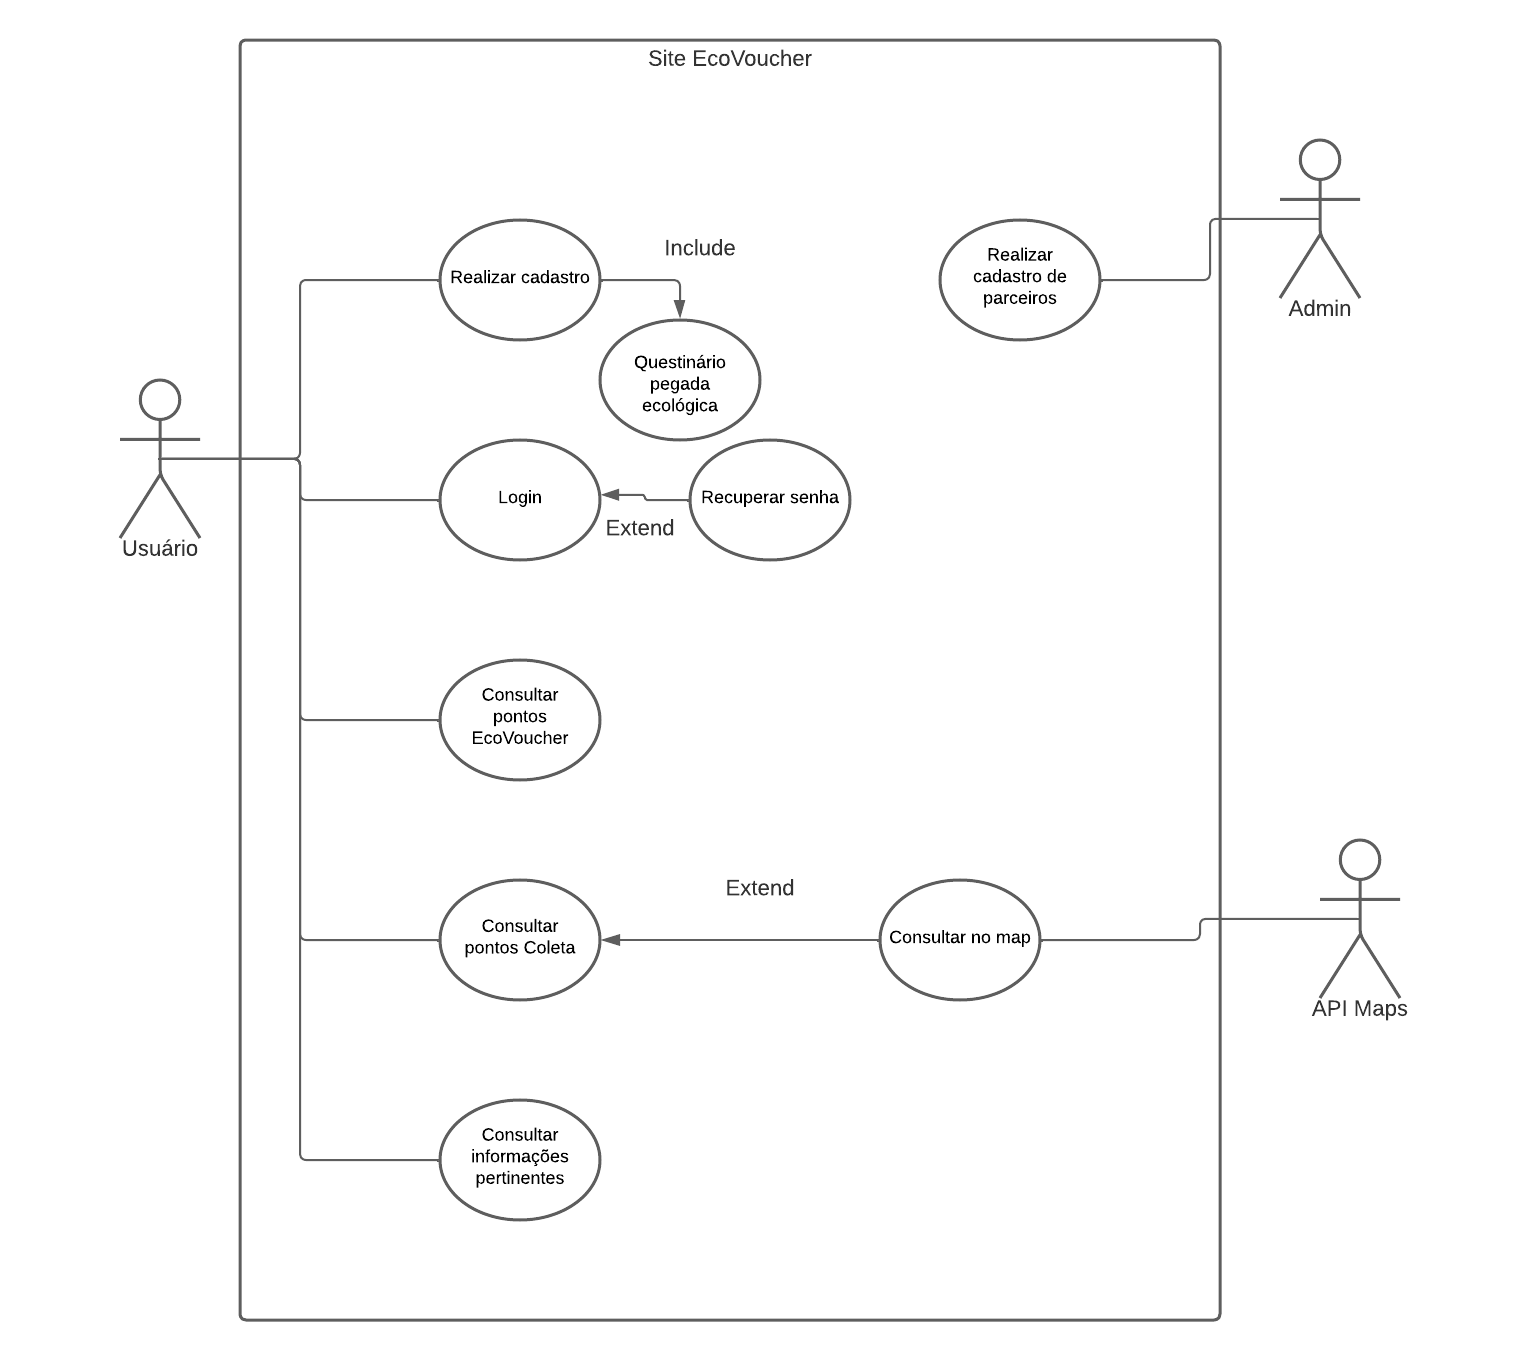 Site EcoVoucher
Realizar cadastro
Include
Realizar
cadastro de
parceiros
Admin
Questinário
pegada
ecológica
Usuário
Login
Extend
Recuperar senha
Consultar
pontos
EcoVoucher
Consultar
pontos Coleta
Extend
Consultar no map
API Maps
Consultar
informações
pertinentes